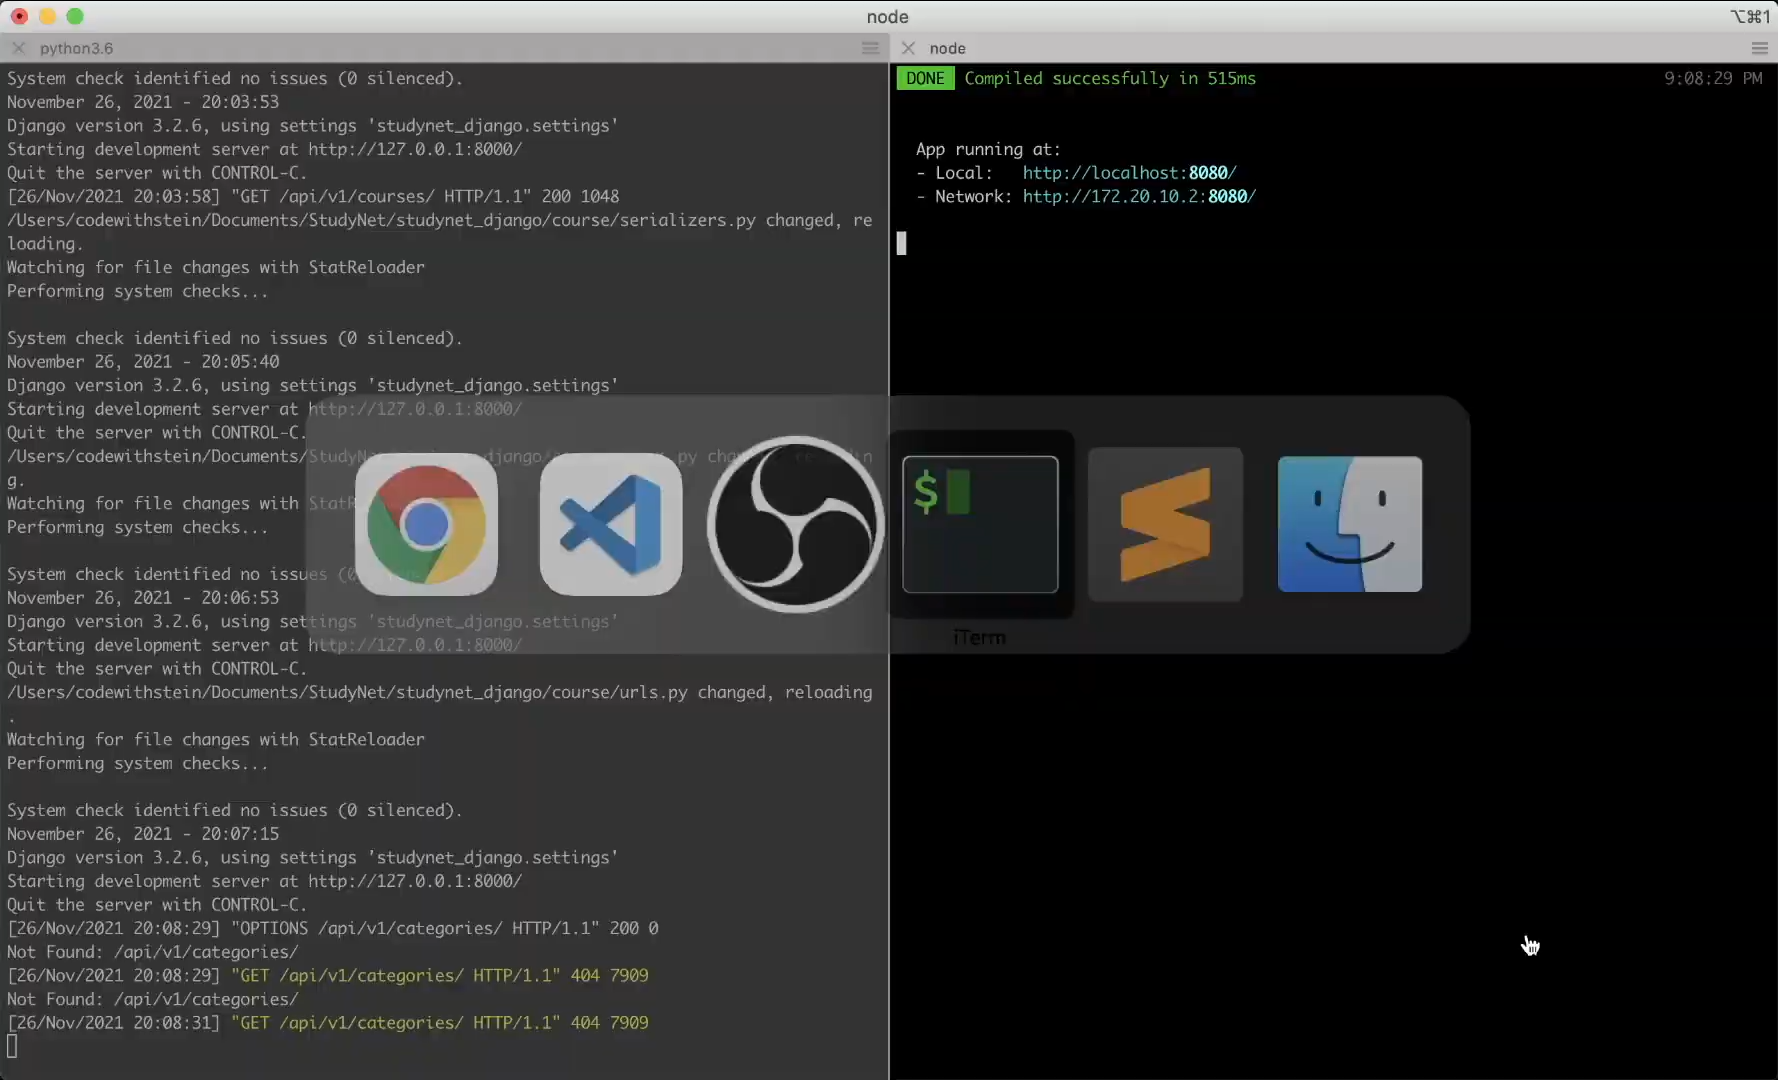 node
⌥⌘1
python3.6
node
System check identified no issues (0 silenced).
November 26, 2021 - 20:03:53
Django version 3.2.6, using settings 'studynet_django.settings'
Starting development server at http://127.0.0.1:8000/
Quit the server with CONTROL-C.
[26/Nov/2021 20:03:58] "GET /api/v1/courses/ HTTP/1.1" 200 1048
/Users/codewithstein/Documents/StudyNet/studynet_django/course/serializers.py changed, re
loading.
Watching for file changes with StatReloader
Performing system checks...
System check identified no issues (0 silenced).
November 26, 2021 - 20:05:40
Django version 3.2.6, using settings 'studynet_django.settings'
Starting development server at http://127.0.0.1:8000/
Quit the server with CONTROL-C.
/Users/codewithstein/Documents/
g.
Watching for file changes with
Performing system checks...
System check identified no issues (0
November 26, 2021 - 20:06:53
Django version 3.2.6, using settings 'studynet_django.settings'
Starting development server at http://127.0.0.1:8000/
Quit the server with CONTROL-C.
/Users/codewithstein/Documents/StudyNet/studynet_django/course/urls.py changed, reloading
.
Watching for file changes with StatReloader
Performing system checks...
System check identified no issues (0 silenced).
November 26, 2021 - 20:07:15
Django version 3.2.6, using settings 'studynet_django.settings'
Starting development server at http://127.0.0.1:8000/
Quit the server with CONTROL-C.
[26/Nov/2021 20:08:29] "OPTIONS /api/v1/categories/ HTTP/1.1" 200 0
Not Found: /api/v1/categories/
[26/Nov/2021 20:08:29] "GET /api/v1/categories/ HTTP/1.1" 404 7909
Not Found: /api/v1/categories/
[26/Nov/2021 20:08:31] "GET /api/v1/categories/ HTTP/1.1" 404 7909
DONE Compiled successfully in 515ms
9:08:29 PM
App running at:
- Local: http://localhost:8080/
- Network: http://172.20.10.2:8080/
$
iTerm